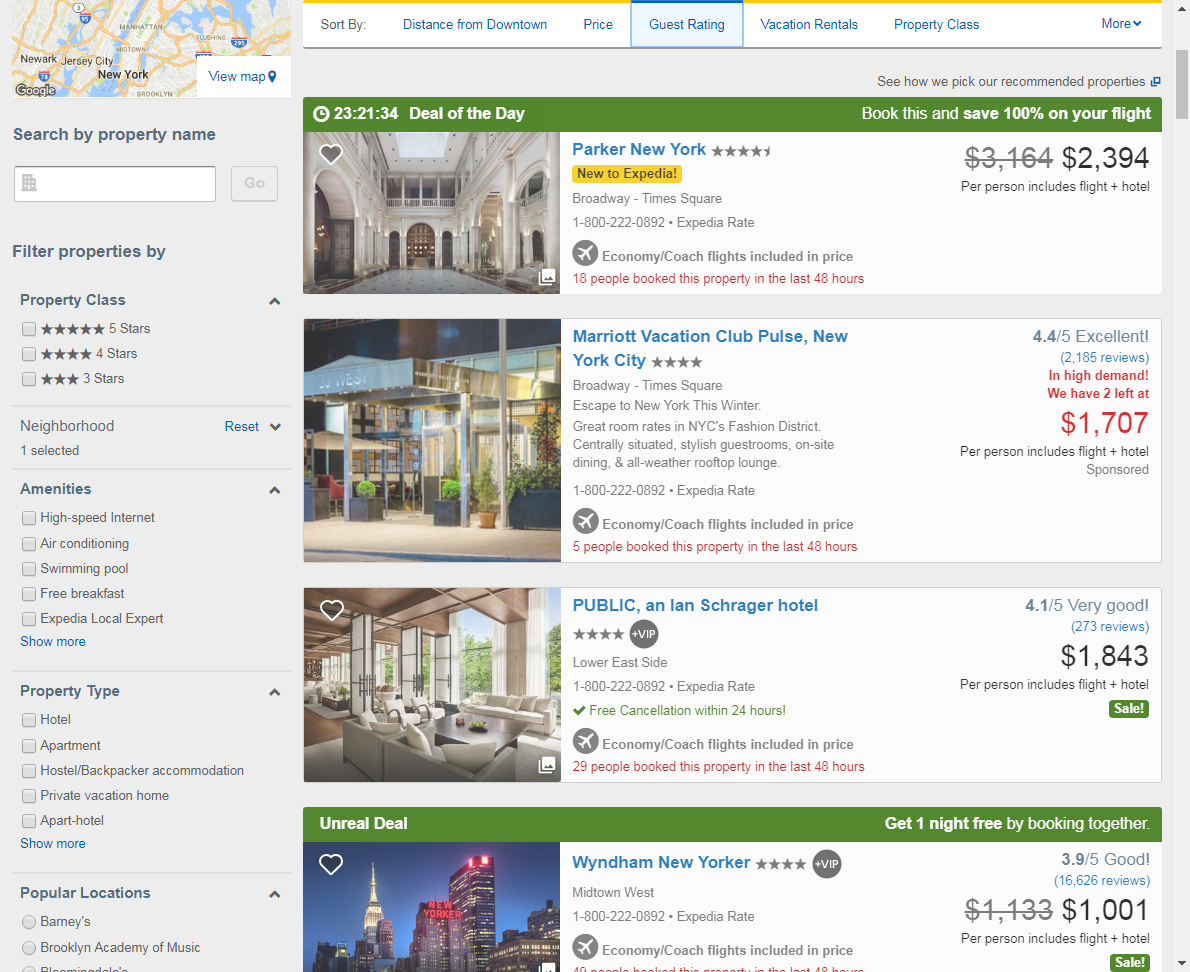 3
95
MANHATTAN
FLUSHING
MIDTOWN
295
Newark
Jersey City
78
New York
BROOKLYN
Google
View map
Search by property name
Go
Filter properties by
Property Class
★★★★★ 5 Stars
★★★★ 4 Stars
★★★ 3 Stars
Neighborhood
Reset
1 selected
Amenities
High-speed Internet
Air conditioning
Swimming pool
Free breakfast
Expedia Local Expert
Show more
Property Type
Hotel
Apartment
Hostel/Backpacker accommodation
Private vacation home
Apart-hotel
Show more
Popular Locations
Barney's
Brooklyn Academy of Music
Bloomingdale's
Sort By:
Distance from Downtown
Price
Guest Rating
Vacation Rentals
Property Class
More
See how we pick our recommended properties
23:21:34 Deal of the Day
Book this and save 100% on your flight
Parker New York
New to Expedia!
Broadway - Times Square
1-800-222-0892 • Expedia Rate
Economy/Coach flights included in price
18 people booked this property in the last 48 hours
$3,164 $2,394
Per person includes flight + hotel
33 WEST
Marriott Vacation Club Pulse, New
York City ★★★★
Broadway - Times Square
Escape to New York This Winter.
Great room rates in NYC's Fashion District.
Centrally situated, stylish guestrooms, on-site
dining, & all-weather rooftop lounge.
1-800-222-0892 • Expedia Rate
Economy/Coach flights included in price
5 people booked this property in the last 48 hours
4.4/5 Excellent!
(2,185 reviews)
In high demand!
We have 2 left at
$1,707
Per person includes flight + hotel
Sponsored
PUBLIC, an Ian Schrager hotel
★★★★ +VIP
Lower East Side
1-800-222-0892 • Expedia Rate
Free Cancellation within 24 hours!
Economy/Coach flights included in price
29 people booked this property in the last 48 hours
4.1/5 Very good!
(273 reviews)
$1,843
Per person includes flight + hotel
Sale!
Unreal Deal
Get 1 night free by booking together.
NEW
YORKER
Wyndham New Yorker ★★★★ +VIP
Midtown West
1-800-222-0892 • Expedia Rate
Economy/Coach flights included in price
49 people booked this property in the last 48 hours
3.9/5 Good!
(16,626 reviews)
$1,133 $1,001
Per person includes flight + hotel
Sale!